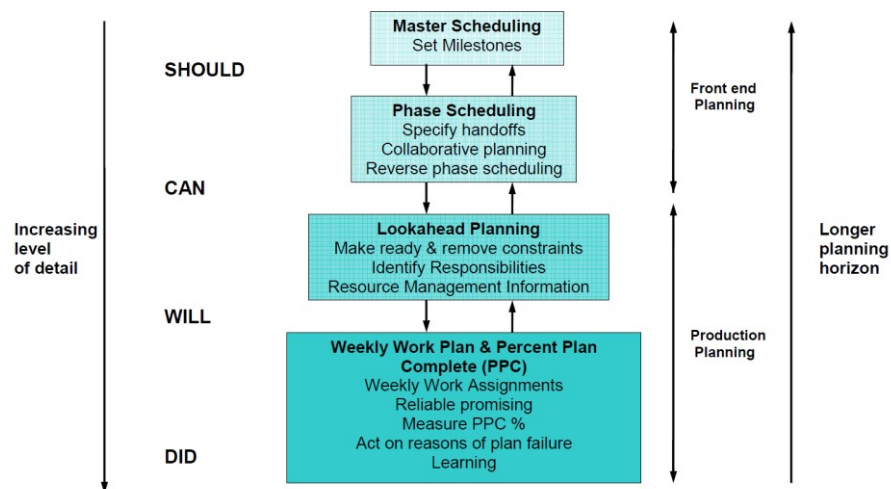 Master Scheduling
Set Milestones
SHOULD
Front end
Planning
Phase Scheduling
Specify handoffs
Collaborative planning
Reverse phase scheduling
CAN
Increasing
level
of detail
Lookahead Planning
Make ready & remove constraints
Identify Responsibilities
Resource Management Information
Longer
planning
horizon
WILL
Production
Planning
Weekly Work Plan & Percent Plan
Complete (PPC)
Weekly Work Assignments
Reliable promising
Measure PPC %
Act on reasons of plan failure
Learning
DID